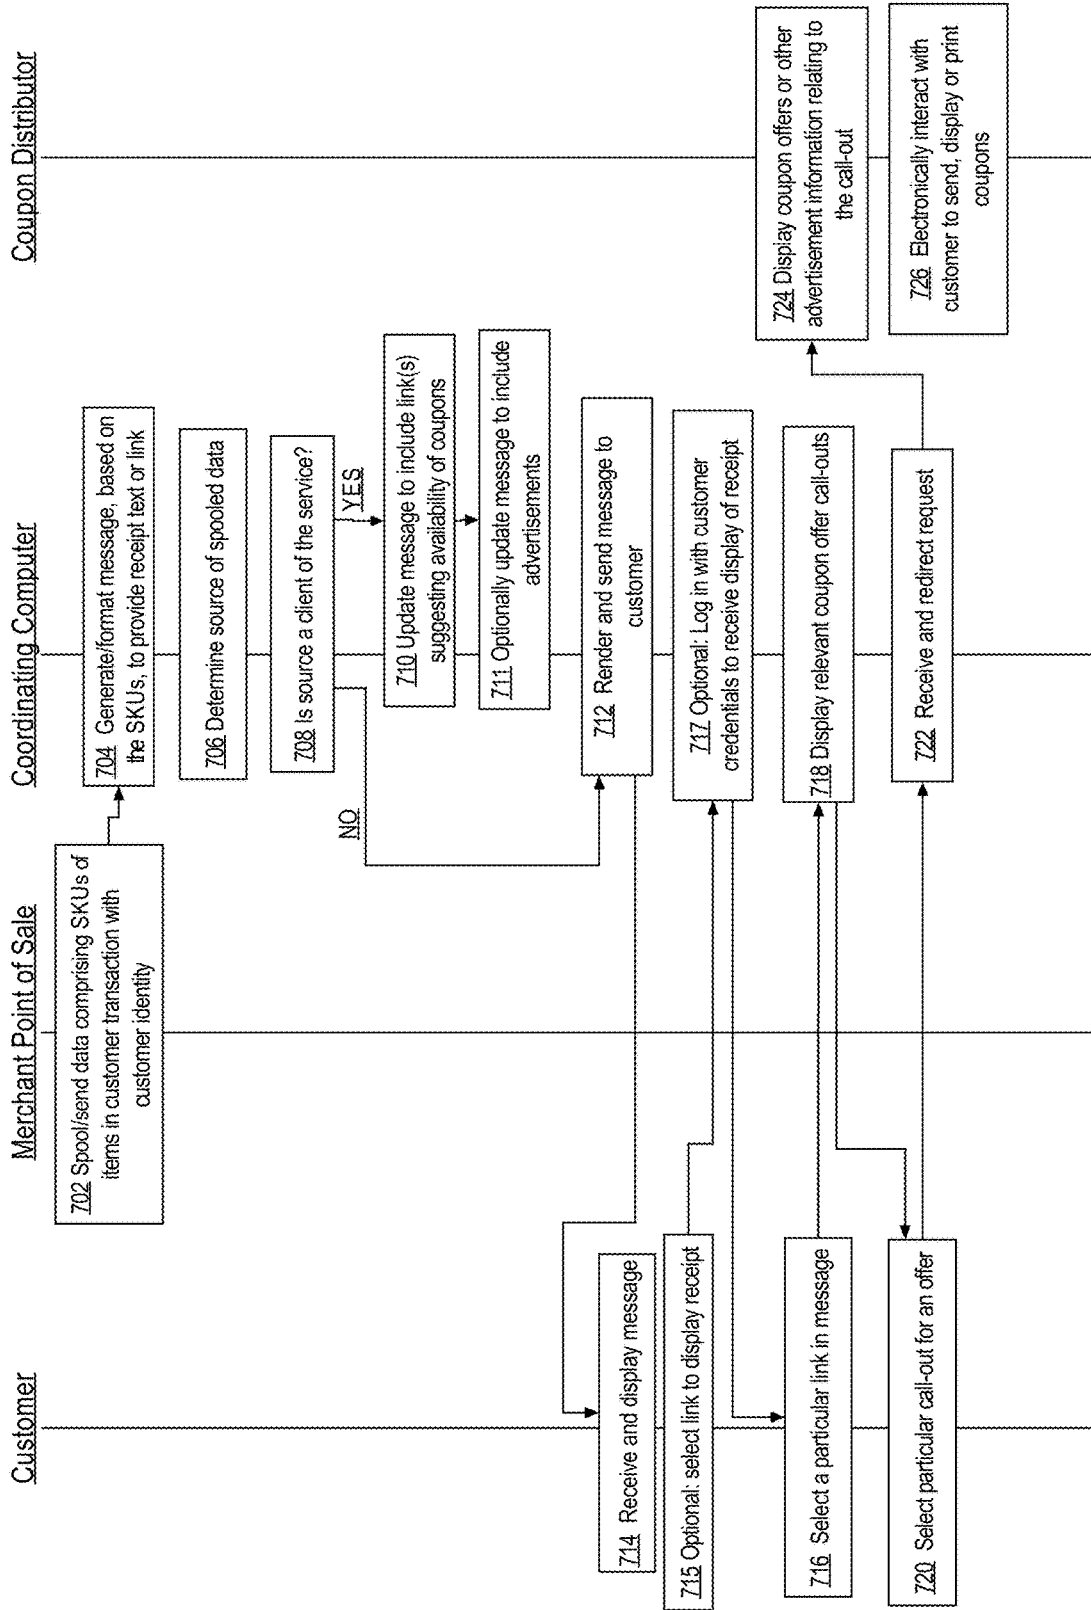 Customer
Merchant Point of Sale
Coordinating Computer
Coupon Distributor
702 Spool/send data comprising SKUs of
items in customer transaction with
customer identity
704 Generate/format message, based on
the SKUs, to provide receipt text or link
706 Determine source of spooled data
708 Is source a client of the service?
NO
YES
710 Update message to include link(s)
suggesting availability of coupons
711 Optionally update message to include
advertisements
712 Render and send message to
customer
714 Receive and display message
715 Optional: select link to display receipt
717 Optional: Log in with customer
credentials to receive display of receipt
716 Select a particular link in message
718 Display relevant coupon offer call-outs
720 Select particular call-out for an offer
722 Receive and redirect request
724 Display coupon offers or other
advertisement information relating to
the call-out
726 Electronically interact with
customer to send, display or print
coupons